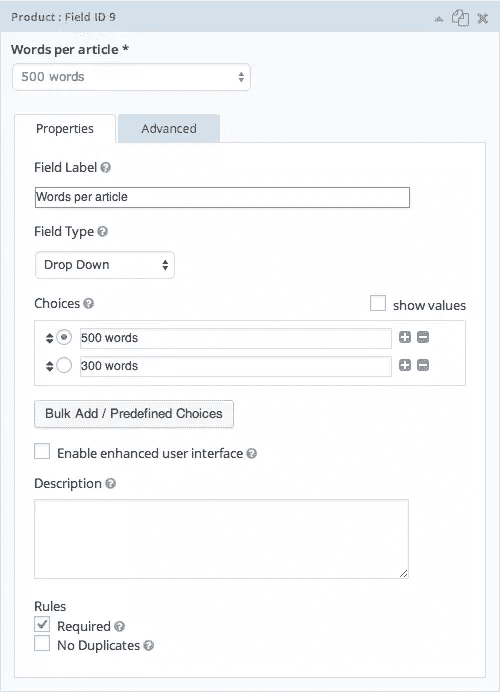 Product : Field ID 9
Words per article *
500 words
Properties
Advanced
Field Label
Words per article
Field Type
Drop Down
Choices
show values
500 words
300 words
Bulk Add / Predefined Choices
Enable enhanced user interface
Description
Rules
Required
No Duplicates